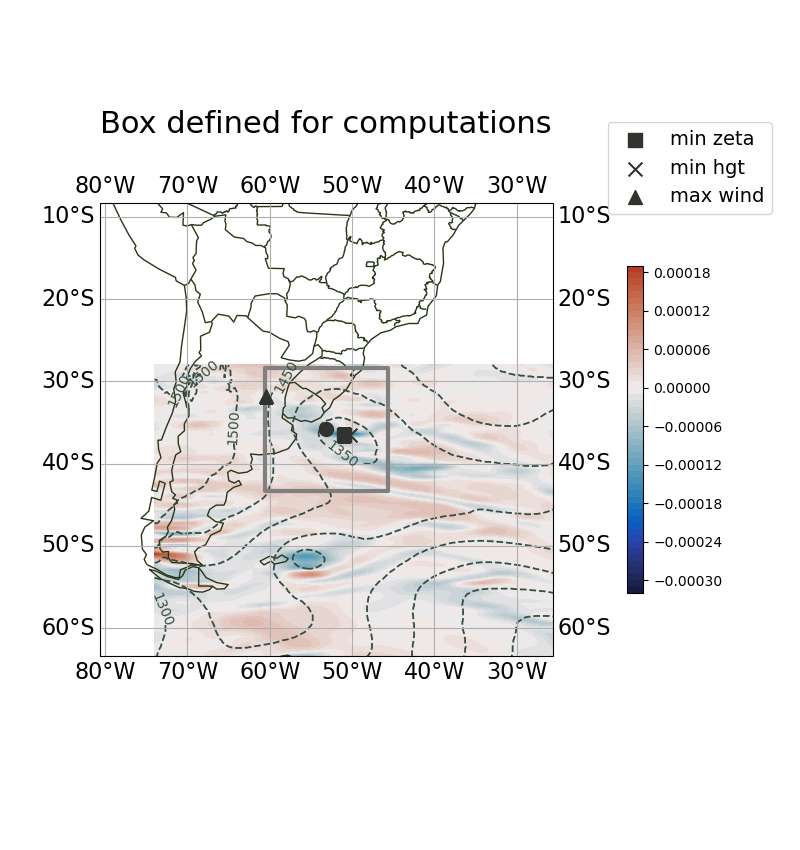 Box defined for computations
min zeta
min hgt
max wind
80°W 70°W 60°W 50°W 40°W 30°W
10°S 10°S
20°S
30°S
40°S
50°S
60°S 60°S
80°W 70°W 60°W 50°W 40°W 30°W
1500
1500
1450
1500
1350
1300
0.00018
0.00012
0.00006
0.00000
−0.00006
−0.00012
−0.00018
−0.00024
−0.00030
20°S
30°S
40°S
50°S